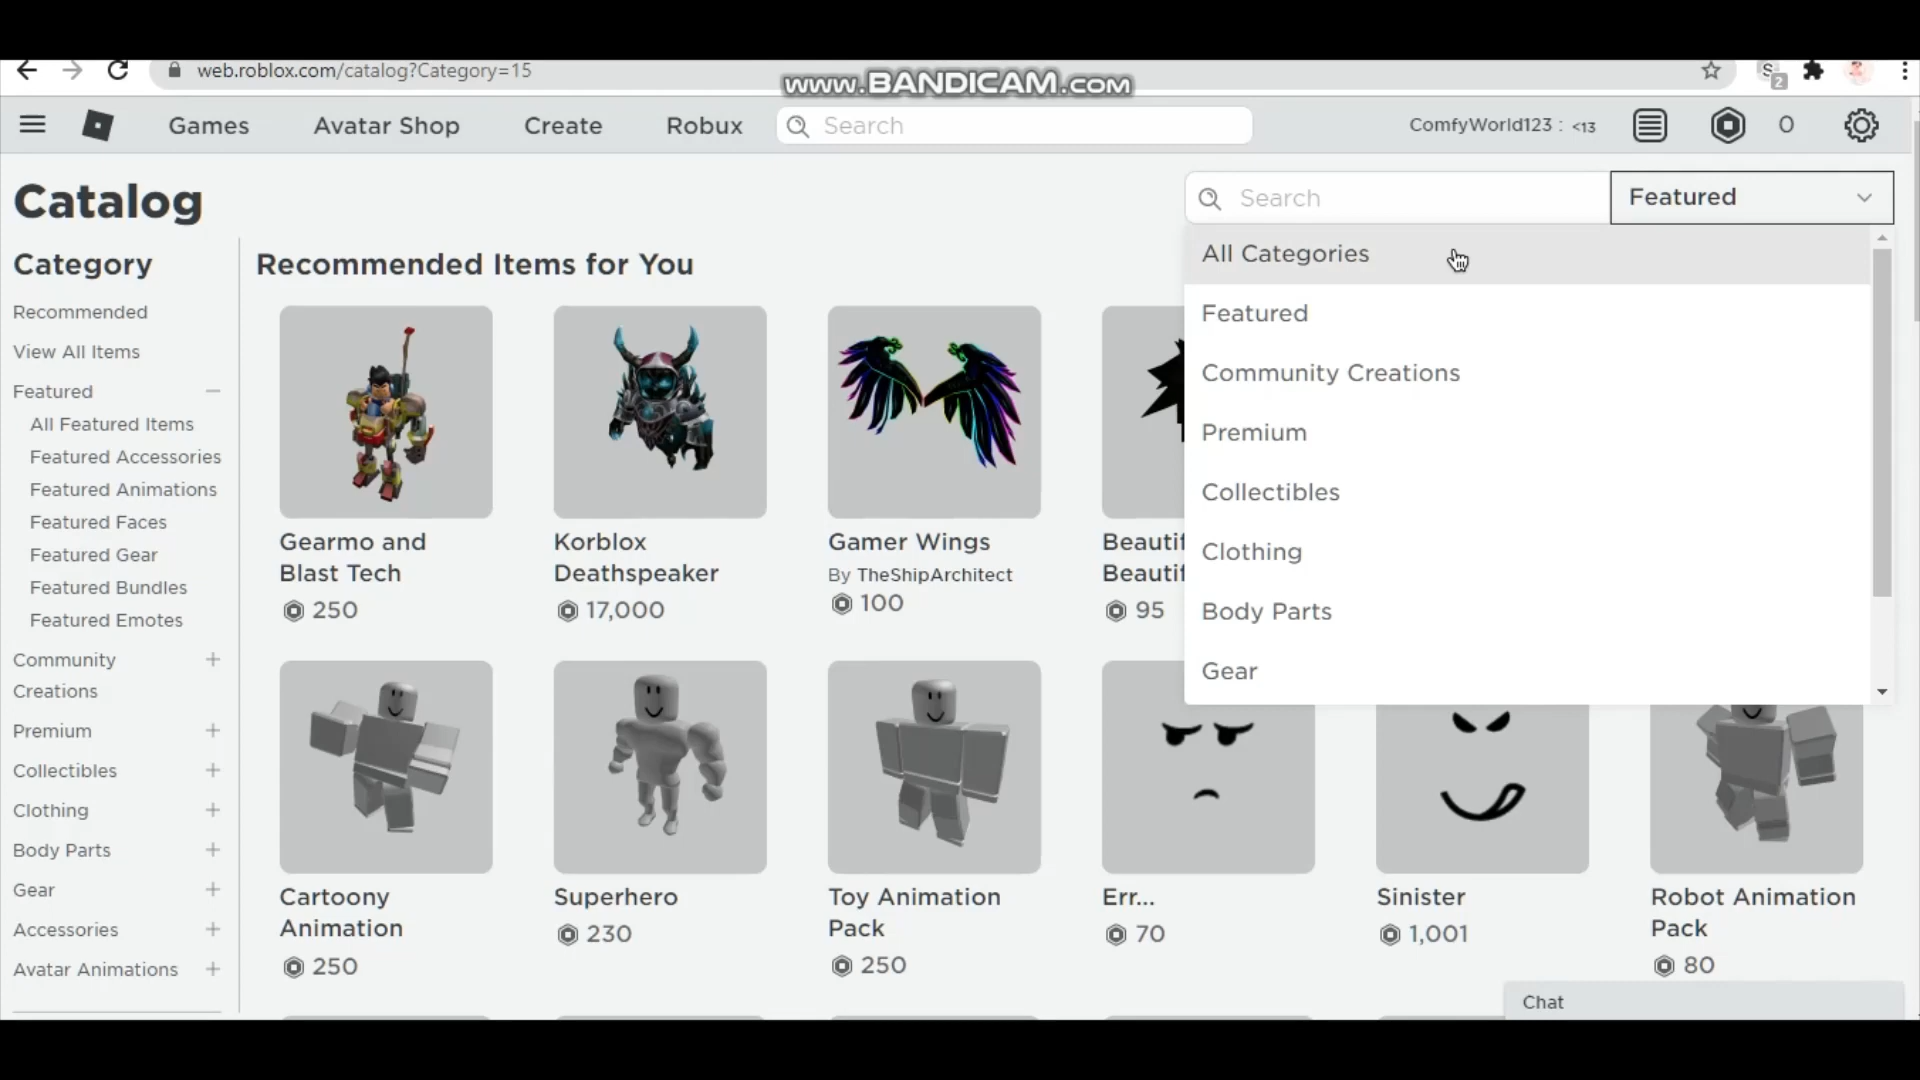 web.roblox.com/catalog?Category=15
www.BANDICAM.com
S
2
Games
Avatar Shop
Create
Robux
Search
ComfyWorld123 : <13
0
Catalog
Search
Featured
Category
Recommended
View All Items
Featured
All Featured Items
Featured Accessories
Featured Animations
Featured Faces
Featured Gear
Featured Bundles
Featured Emotes
Community
Creations
Premium
Collectibles
Clothing
Body Parts
Gear
Accessories
Avatar Animations
Recommended Items for You
All Categories
Featured
Community Creations
Premium
Collectibles
Clothing
Body Parts
Gear
Gearmo and
Blast Tech
250
Korblox
Deathspeaker
17,000
Gamer Wings
By TheShipArchitect
100
95
Cartoony
Animation
250
Superhero
230
Toy Animation
Pack
250
Err...
70
Sinister
1,001
Robot Animation
Pack
80
Chat